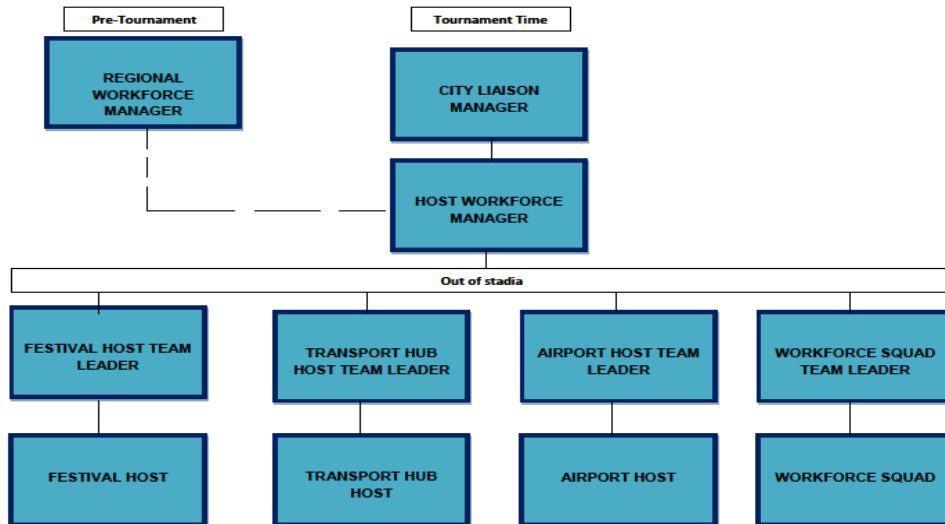 Pre-Tournament
Tournament Time
REGIONAL
WORKFORCE
MANAGER
CITY LIAISON
MANAGER
HOST WORKFORCE
MANAGER
Out of stadia
FESTIVAL HOST TEAM
LEADER
TRANSPORT HUB
HOST TEAM LEADER
AIRPORT HOST TEAM
LEADER
WORKFORCE SQUAD
TEAM LEADER
FESTIVAL HOST
TRANSPORT HUB
HOST
AIRPORT HOST
WORKFORCE SQUAD